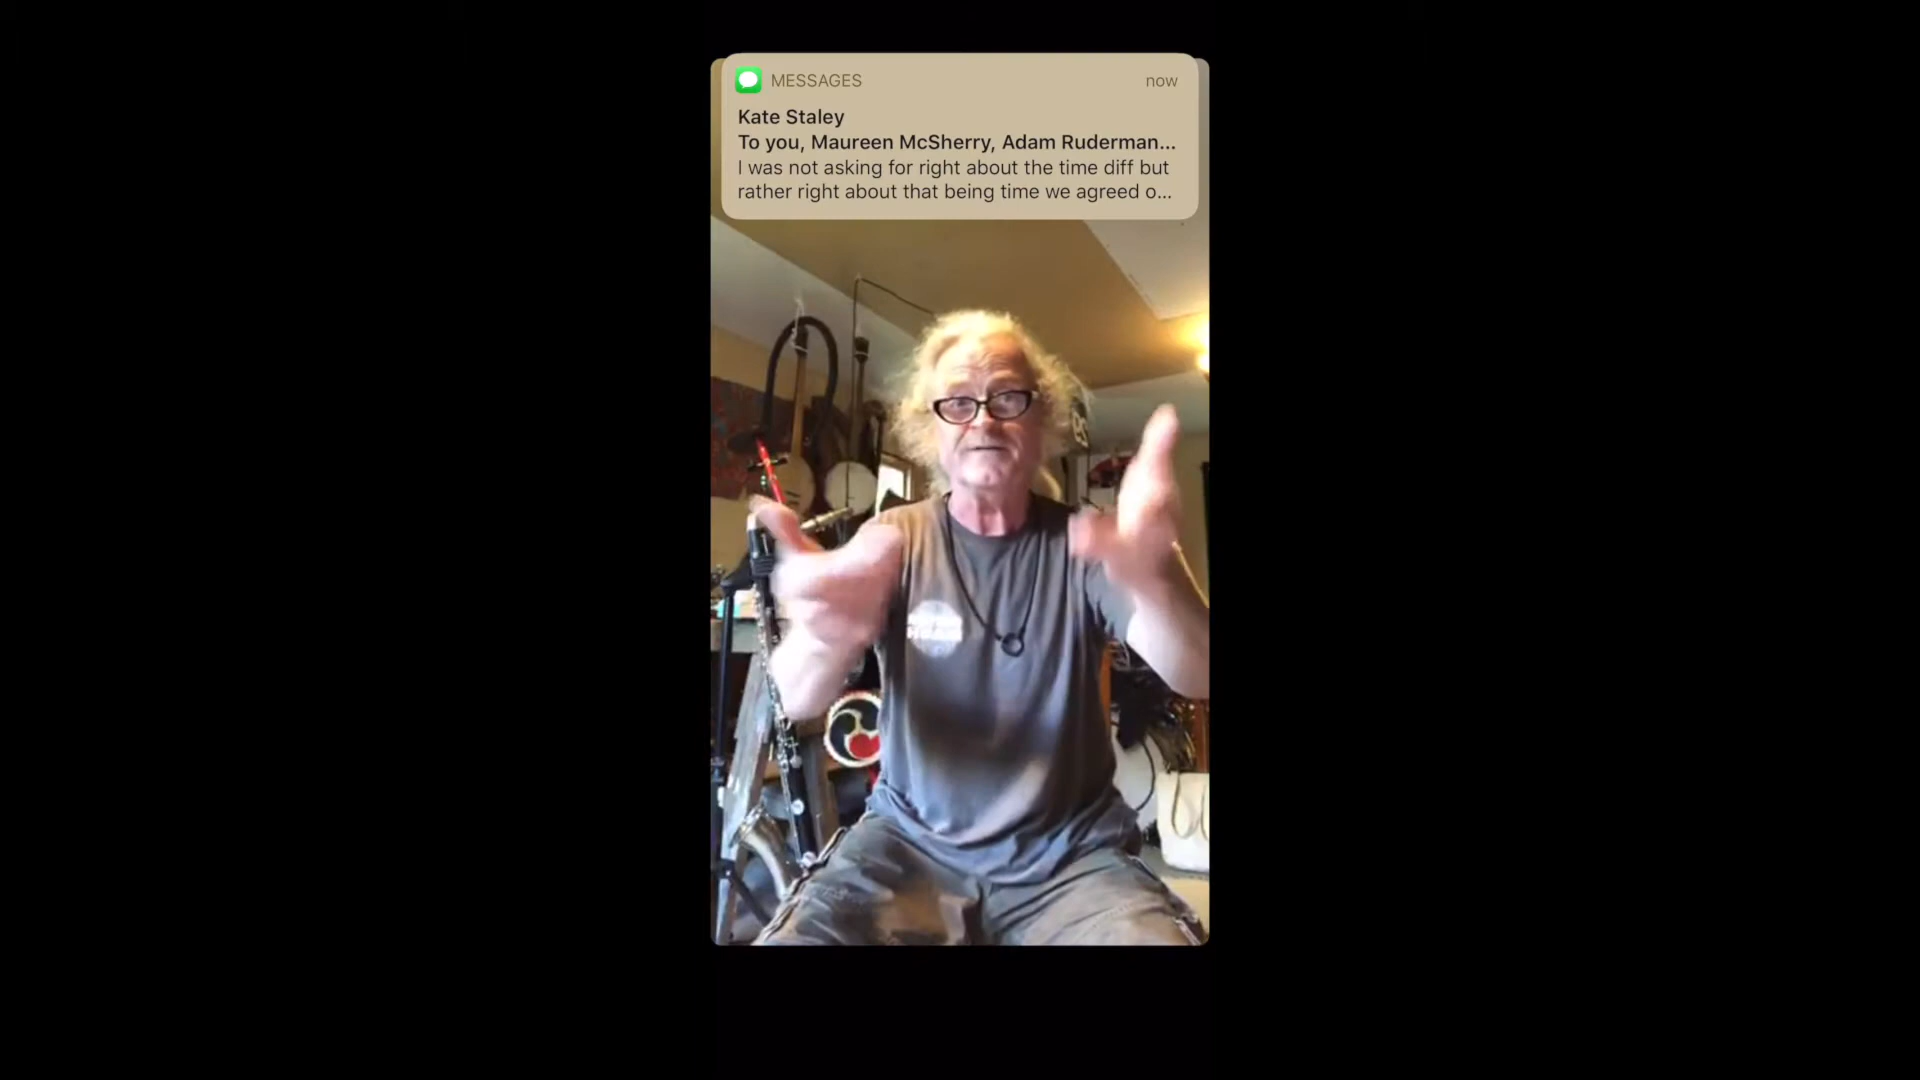 MESSAGES now
Kate Staley
To you, Maureen McSherry, Adam Ruderman...
I was not asking for right about the time diff but
rather right about that being time we agreed o...